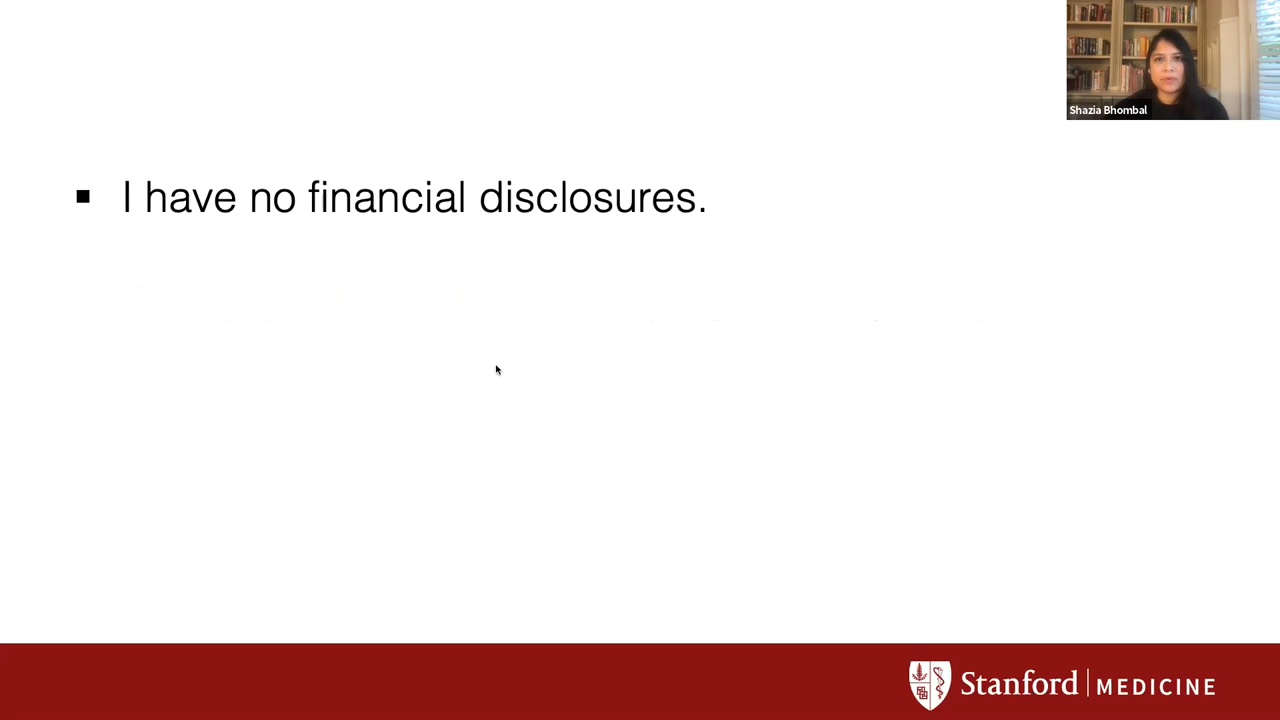 Shazia Bhombal
▪ I have no financial disclosures.
Stanford | MEDICINE